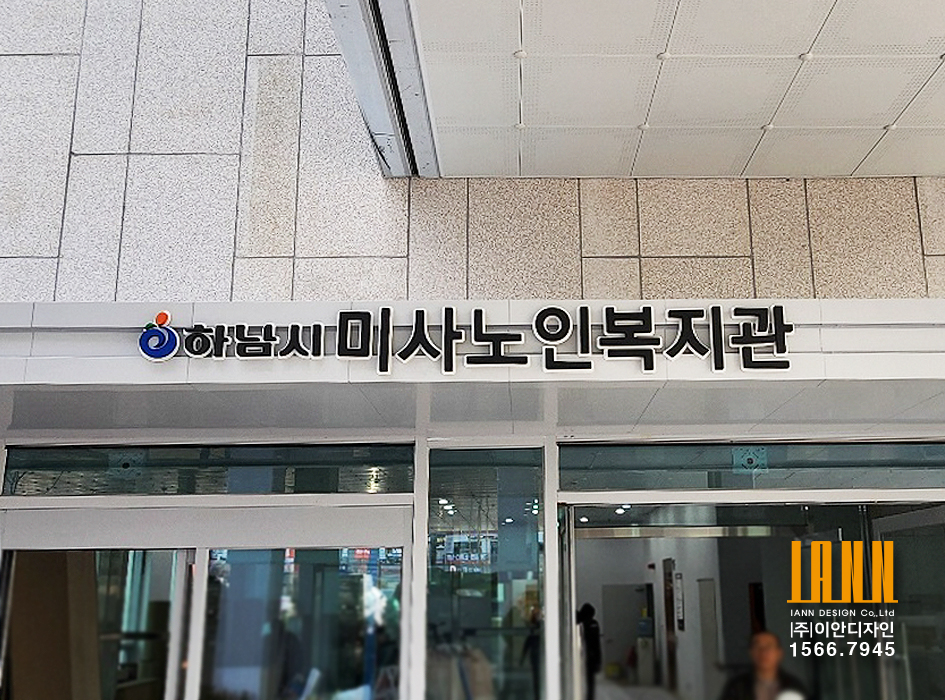 하남시 미사노인복지관
IANN
IANN DESIGN Co,.Ltd
(주)이안디자인
1566.7945